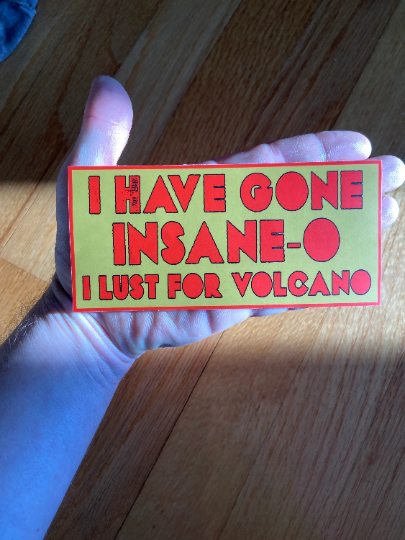 I HAVE GONE
INSANE-O
I LUST FOR VOLCANO